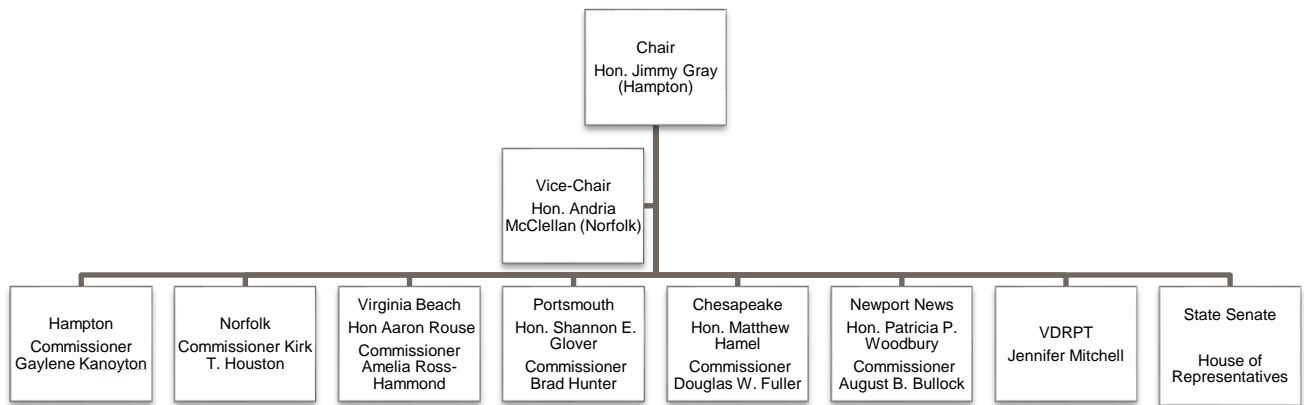 Chair
Hon. Jimmy Gray
(Hampton)
Vice-Chair
Hon. Andria
McClellan (Norfolk)
Hampton
Commissioner
Gaylene Kanoyton
Norfolk
Commissioner Kirk
T. Houston
Virginia Beach
Hon Aaron Rouse
Commissioner
Amelia Ross-
Hammond
Portsmouth
Hon. Shannon E.
Glover
Commissioner
Brad Hunter
Chesapeake
Hon. Matthew
Hamel
Commissioner
Douglas W. Fuller
Newport News
Hon. Patricia P.
Woodbury
Commissioner
August B. Bullock
VDRPT
Jennifer Mitchell
State Senate
House of
Representatives